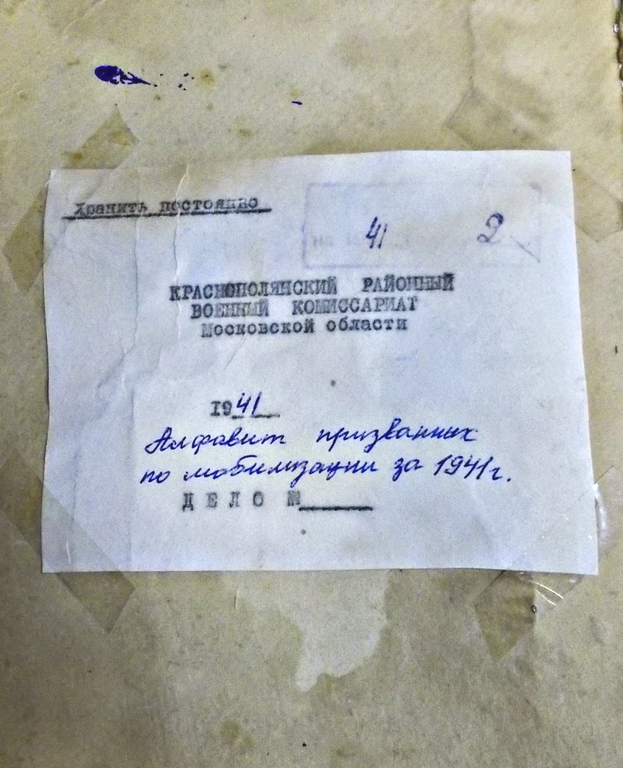 Хранить постоянно
41 2
КРАСНОПОЛЯНСКИЙ РАЙОННЫЙ
ВОЕННЫЙ КОМИССАРИАТ
Московской области
1941
Алфавит призванных
по мобилизации за 1941г.
ДЕЛО №